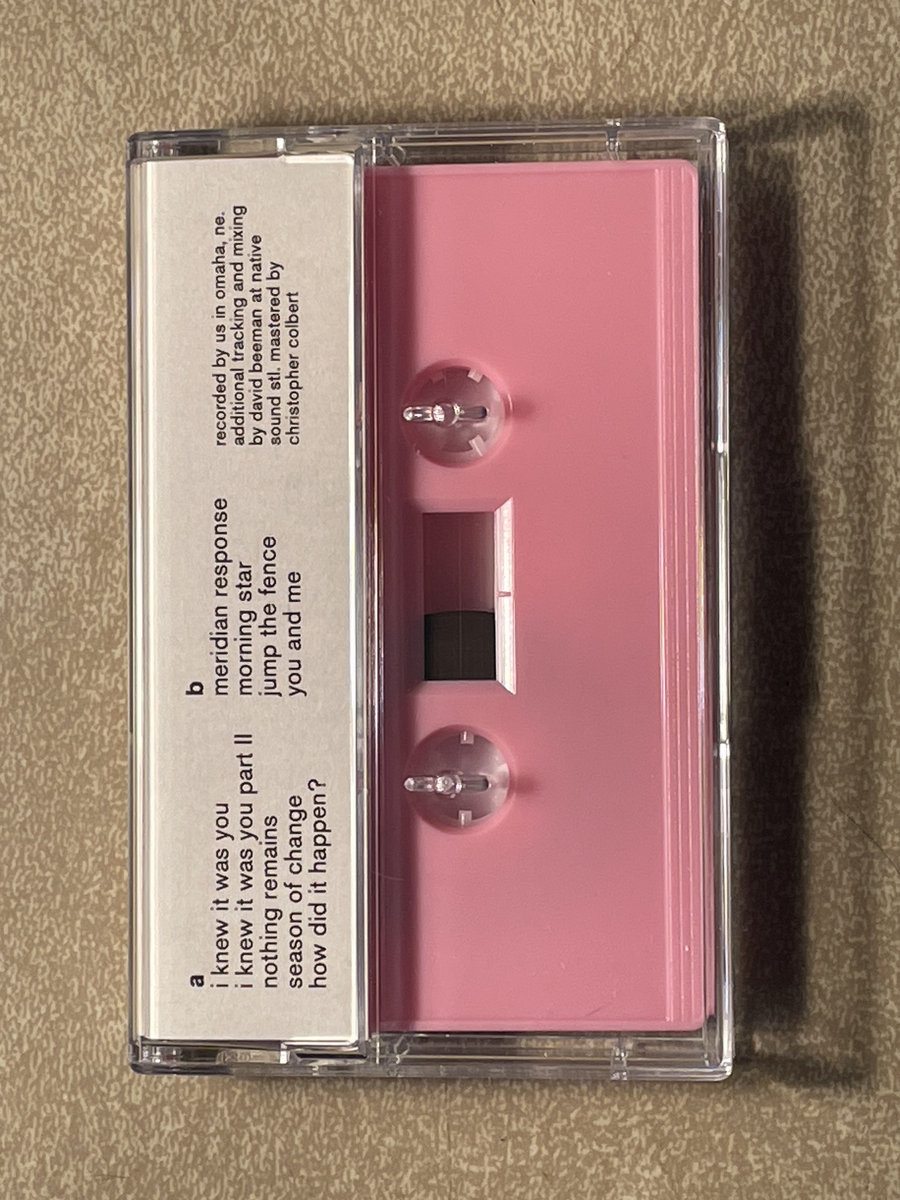 a
i knew it was you
i knew it was you part II
nothing remains
season of change
how did it happen?
b
meridian response
morning star
jump the fence
you and me
recorded by us in omaha, ne.
additional tracking and mixing
by david beeman at native
sound stl. mastered by
christopher colbert